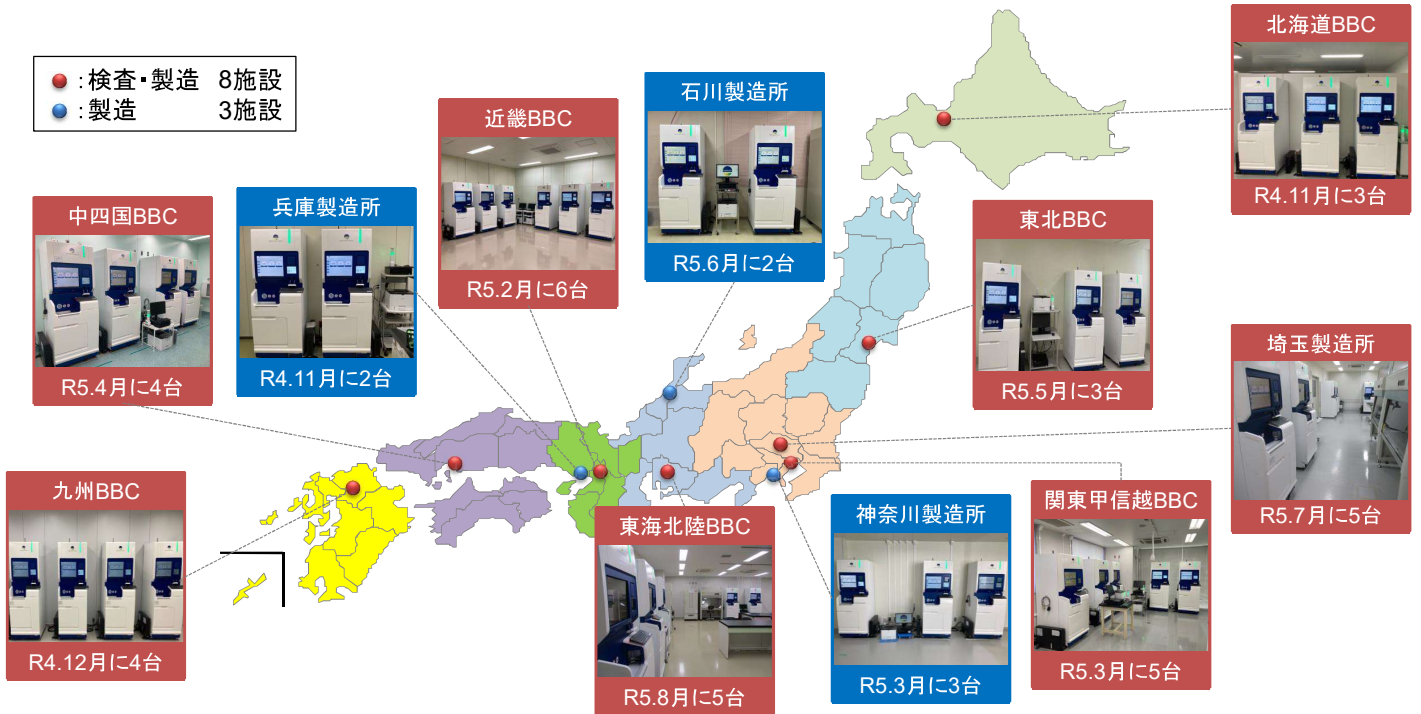 :検査・製造 8施設
:製造 3施設
北海道BBC
R4.11月に3台
石川製造所
R5.6月に2台
近畿BBC
R5.2月に6台
兵庫製造所
R4.11月に2台
中四国BBC
R5.4月に4台
東北BBC
R5.5月に3台
埼玉製造所
R5.7月に5台
九州BBC
R4.12月に4台
東海北陸BBC
R5.8月に5台
神奈川製造所
R5.3月に3台
関東甲信越BBC
R5.3月に5台